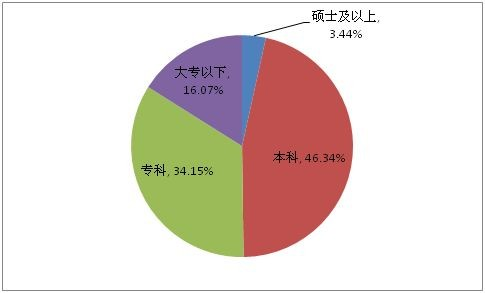 硕士及以上,
3.44%
大专以下,
16.07%
本科, 46.34%
专科, 34.15%